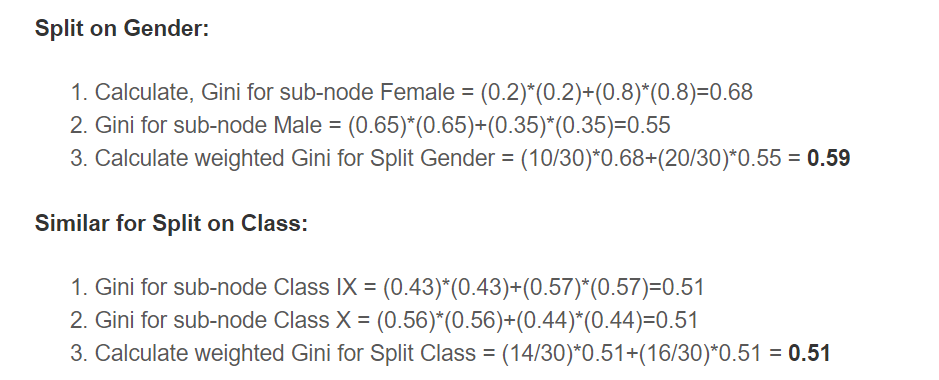 Split on Gender:
1. Calculate, Gini for sub-node Female = (0.2)*(0.2)+(0.8)*(0.8)=0.68
2. Gini for sub-node Male = (0.65)*(0.65)+(0.35)*(0.35)=0.55
3. Calculate weighted Gini for Split Gender = (10/30)*0.68+(20/30)*0.55 = 0.59
Similar for Split on Class:
1. Gini for sub-node Class IX = (0.43)*(0.43)+(0.57)*(0.57)=0.51
2. Gini for sub-node Class X = (0.56)*(0.56)+(0.44)*(0.44)=0.51
3. Calculate weighted Gini for Split Class = (14/30)*0.51+(16/30)*0.51 = 0.51